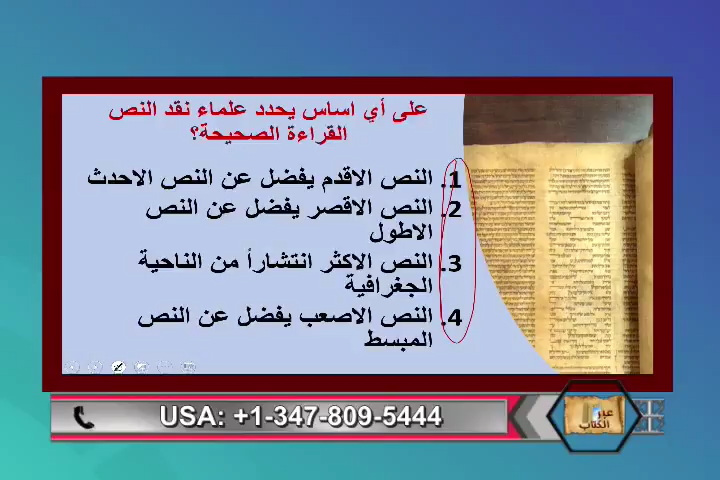 على أي اساس يحدد علماء نقد النص
القراءة الصحيحة؟
1. النص الاقدم يفضل عن النص الاحدث
2. النص الاقصر يفضل عن النص
الاطول
3. النص الاكثر انتشاراً من الناحية
الجغرافية
4. النص الاصعب يفضل عن النص
المبسط
USA: +1-347-809-5444
الكتاب